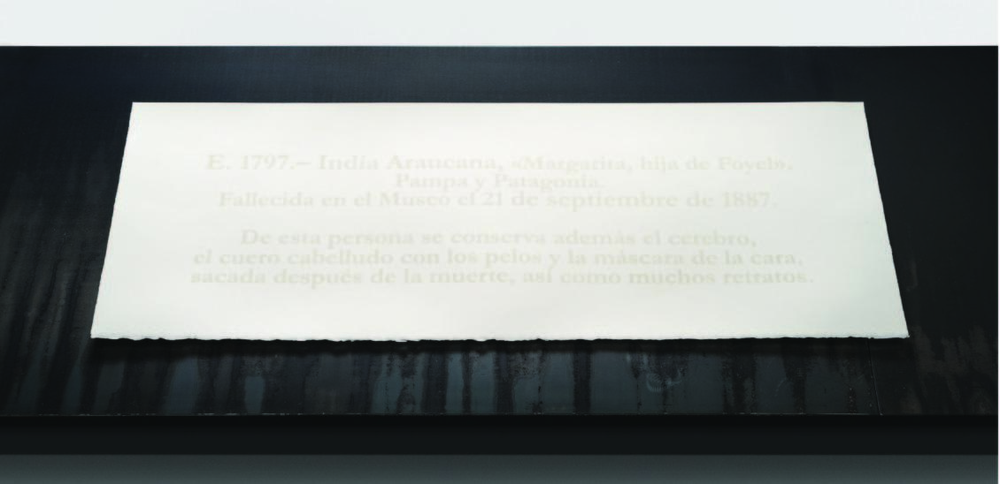 E. 1797.– India Araucana, «Margarita, hija de Foyel».
Pampa y Patagonia.
Fallecida en el Museo el 21 de septiembre de 1887.
De esta persona se conserva además el cerebro,
el cuero cabelludo con los pelos y la máscara de la cara,
sacada después de la muerte, así como muchos retratos.